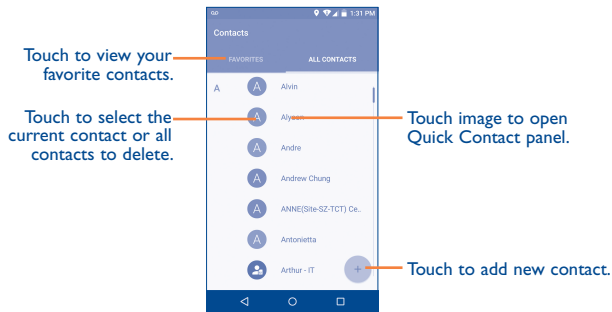 1:31 PM
Contacts
FAVORITES
ALL CONTACTS
Touch to view your
favorite contacts.
A
A
Alvin
Touch to select the
current contact or all
contacts to delete.
A
Alyson
Touch image to open
Quick Contact panel.
A
Andre
A
Andrew Chung
A
ANNE(Site-SZ-TCT) Ce..
A
Antonietta
Arthur - IT
+
Touch to add new contact.